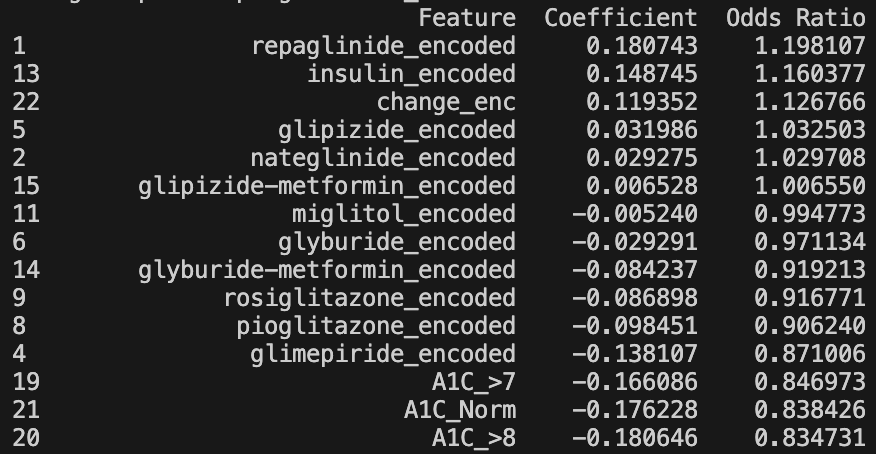 Feature Coefficient Odds Ratio
1 repaglinide_encoded 0.180743 1.198107
13 insulin_encoded 0.148745 1.160377
22 change_enc 0.119352 1.126766
5 glipizide_encoded 0.031986 1.032503
2 nateglinide_encoded 0.029275 1.029708
15 glipizide-metformin_encoded 0.006528 1.006550
11 miglitol_encoded -0.005240 0.994773
6 glyburide_encoded -0.029291 0.971134
14 glyburide-metformin_encoded -0.084237 0.919213
9 rosiglitazone_encoded -0.086898 0.916771
8 pioglitazone_encoded -0.098451 0.906240
4 glimepiride_encoded -0.138107 0.871006
19 A1C_>7 -0.166086 0.846973
21 A1C_Norm -0.176228 0.838426
20 A1C_>8 -0.180646 0.834731